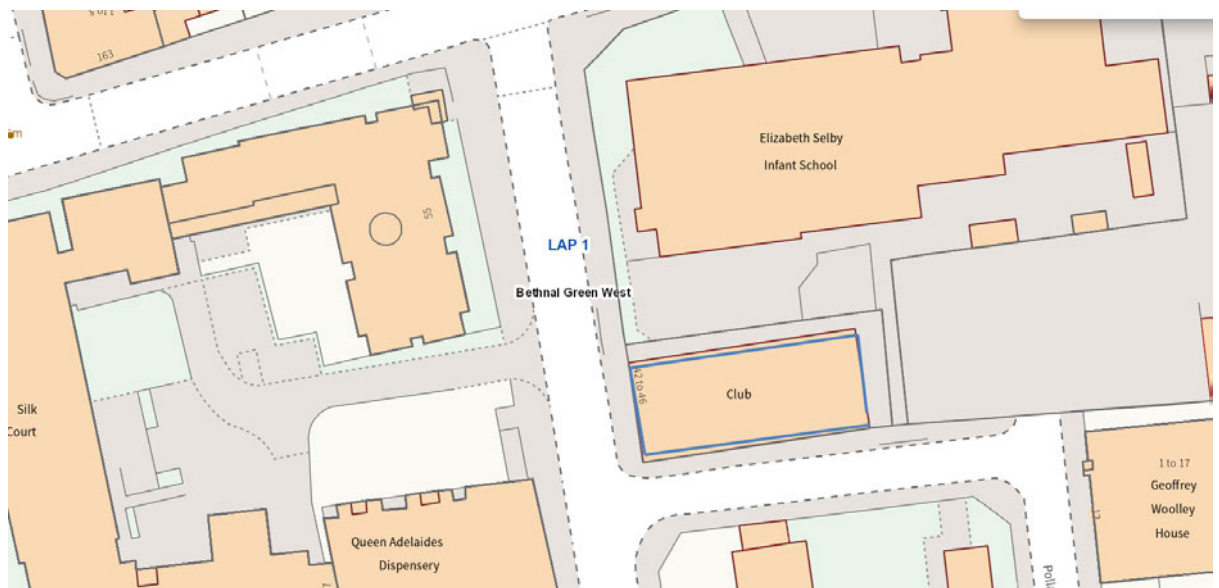 163
Elizabeth Selby
Infant School
55
LAP 1
Bethnal Green West
42 to 46
Club
Silk
Court
1 to 17
Geoffrey
Woolley
House
Queen Adelaides
Dispensery